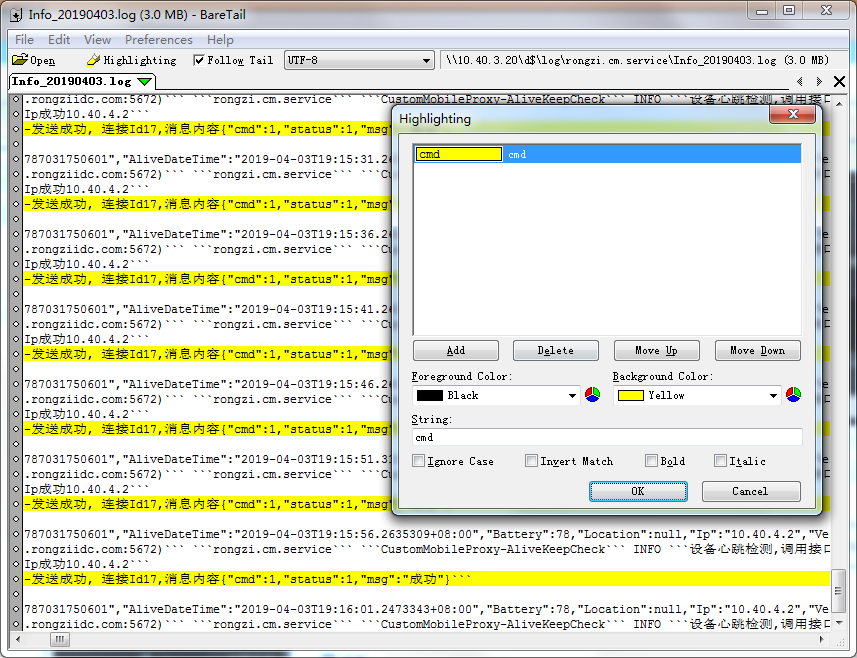 Info_20190403.log (3.0 MB) - BareTail
File Edit View Preferences Help
Open Highlighting Follow Tail UTF-8 \\10.40.3.20\d$\log\rongzi.cm.service\Info_20190403.log (3.0 MB)
Info_20190403.log
.rongziidc.com:5672)``` ```rongzi.cm.service``` ```CustomMobileProxy-AliveKeepCheck``` INFO ```设备心跳检测,调用接口
Ip成功10.40.4.2```
-发送成功, 连接Id17,消息内容{"cmd":1,"status":1,"msg"
787031750601","AliveDateTime":"2019-04-03T19:15:31.26
.rongziidc.com:5672)``` ```rongzi.cm.service``` ```Cu
Ip成功10.40.4.2```
-发送成功, 连接Id17,消息内容{"cmd":1,"status":1,"msg"
787031750601","AliveDateTime":"2019-04-03T19:15:36.26
.rongziidc.com:5672)``` ```rongzi.cm.service``` ```Cu
Ip成功10.40.4.2```
-发送成功, 连接Id17,消息内容{"cmd":1,"status":1,"msg"
787031750601","AliveDateTime":"2019-04-03T19:15:41.26
.rongziidc.com:5672)``` ```rongzi.cm.service``` ```Cu
Ip成功10.40.4.2```
-发送成功, 连接Id17,消息内容{"cmd":1,"status":1,"msg"
787031750601","AliveDateTime":"2019-04-03T19:15:46.26
.rongziidc.com:5672)``` ```rongzi.cm.service``` ```Cu
Ip成功10.40.4.2```
-发送成功, 连接Id17,消息内容{"cmd":1,"status":1,"msg"
787031750601","AliveDateTime":"2019-04-03T19:15:51.31
.rongziidc.com:5672)``` ```rongzi.cm.service``` ```Cu
Ip成功10.40.4.2```
-发送成功, 连接Id17,消息内容{"cmd":1,"status":1,"msg"
787031750601","AliveDateTime":"2019-04-03T19:15:56.2635309+08:00","Battery":78,"Location":null,"Ip":"10.40.4.2","Ve
.rongziidc.com:5672)``` ```rongzi.cm.service``` ```CustomMobileProxy-AliveKeepCheck``` INFO ```设备心跳检测,调用接口
Ip成功10.40.4.2```
-发送成功, 连接Id17,消息内容{"cmd":1,"status":1,"msg":"成功"}```
787031750601","AliveDateTime":"2019-04-03T19:16:01.2473343+08:00","Battery":78,"Location":null,"Ip":"10.40.4.2","Ve
.rongziidc.com:5672)``` ```rongzi.cm.service``` ```CustomMobileProxy-AliveKeepCheck``` INFO ```设备心跳检测,调用接口
Highlighting
cmd cmd
Add Delete Move Up Move Down
Foreground Color: Background Color:
Black Yellow
String:
cmd
Ignore Case Invert Match Bold Italic
OK Cancel